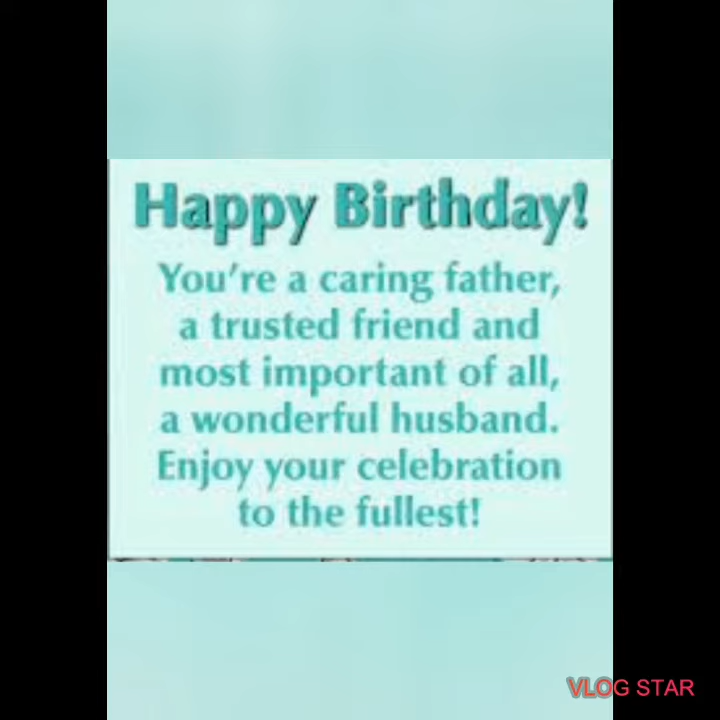 Happy Birthday!
You're a caring father,
a trusted friend and
most important of all,
a wonderful husband.
Enjoy your celebration
to the fullest!
VLOG STAR